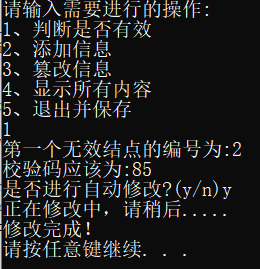 请输入需要进行的操作:
1、判断是否有效
2、添加信息
3、篡改信息
4、显示所有内容
5、退出并保存
1
第一个无效结点的编号为:2
校验码应该为:85
是否进行自动修改?(y/n)y
正在修改中，请稍后.....
修改完成！
请按任意键继续. . .